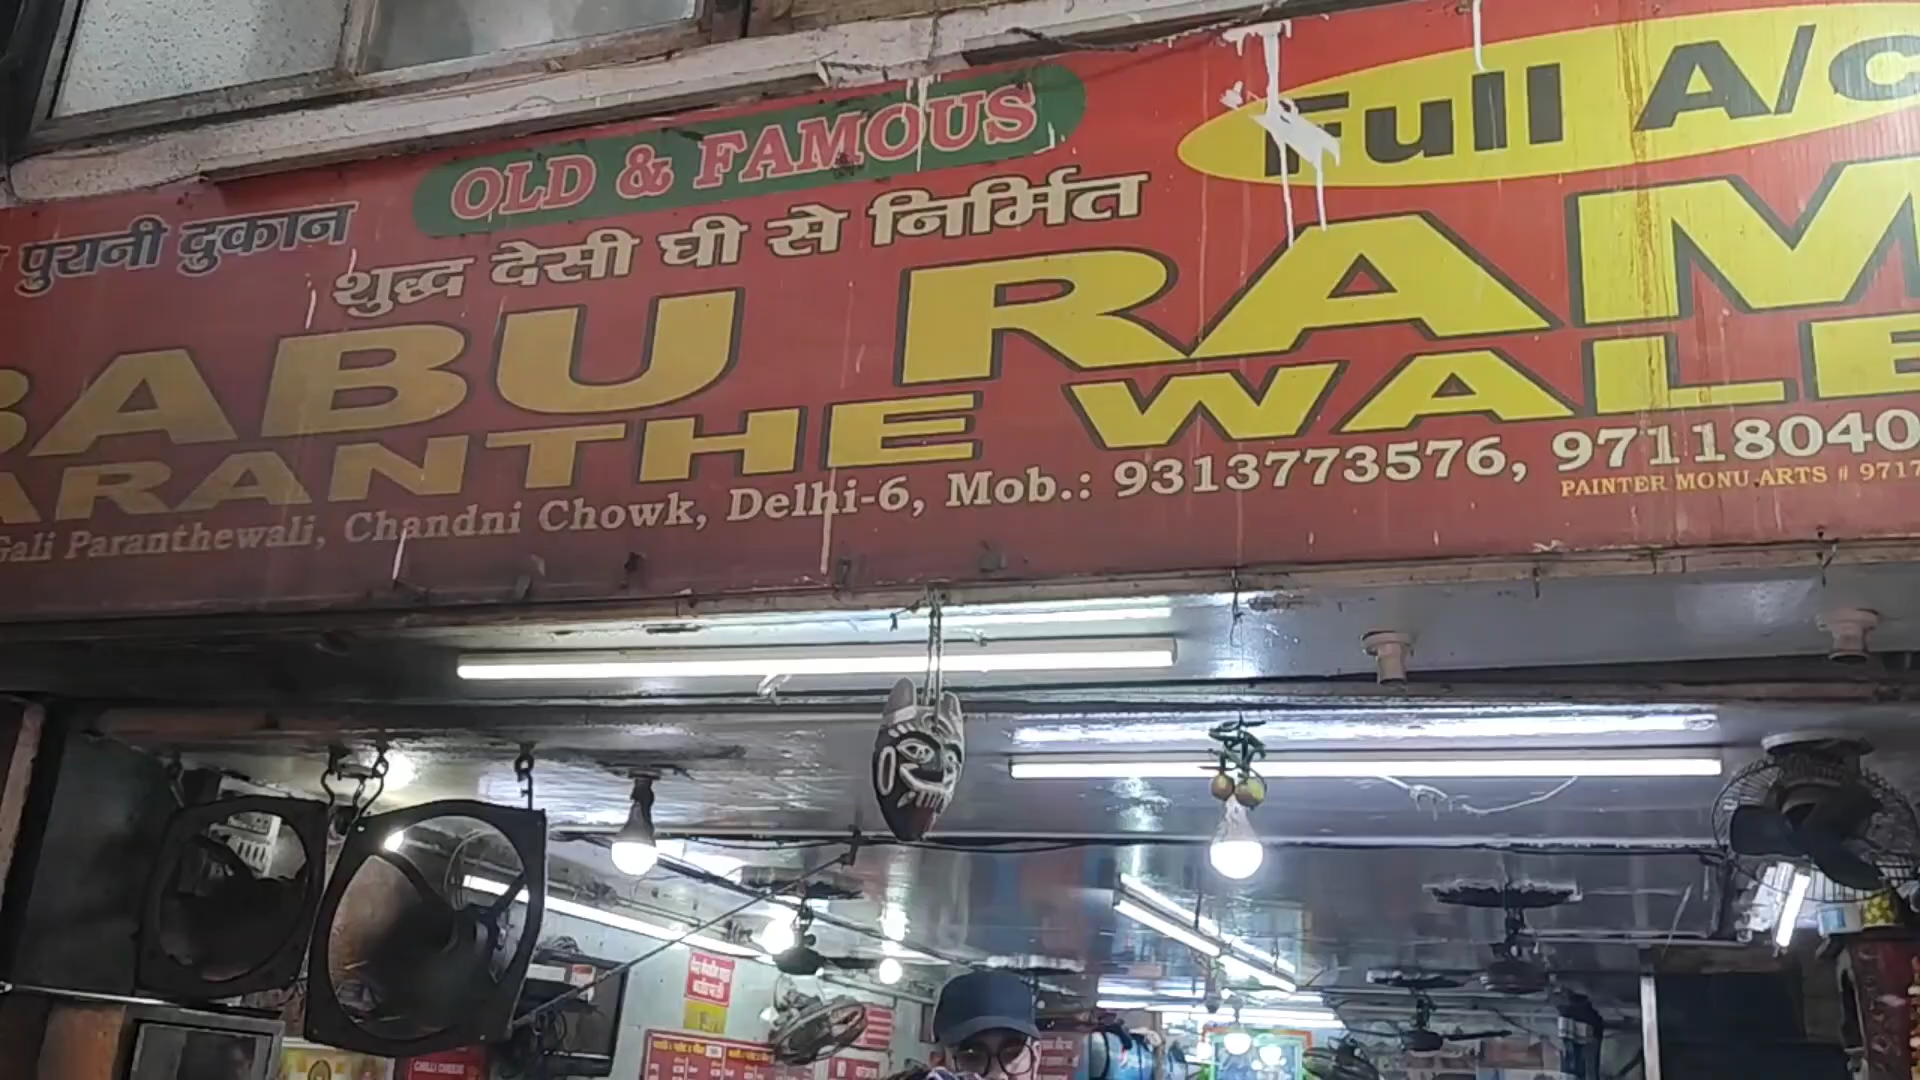 पुरानी दुकान
OLD & FAMOUS
Full A/C
शुद्ध देसी घी से निर्मित
BABU RAM
ARANTHE WALE
Gali Paranthewali, Chandni Chowk, Delhi-6, Mob.: 9313773576, 97118040
PAINTER MONU ARTS # 9717